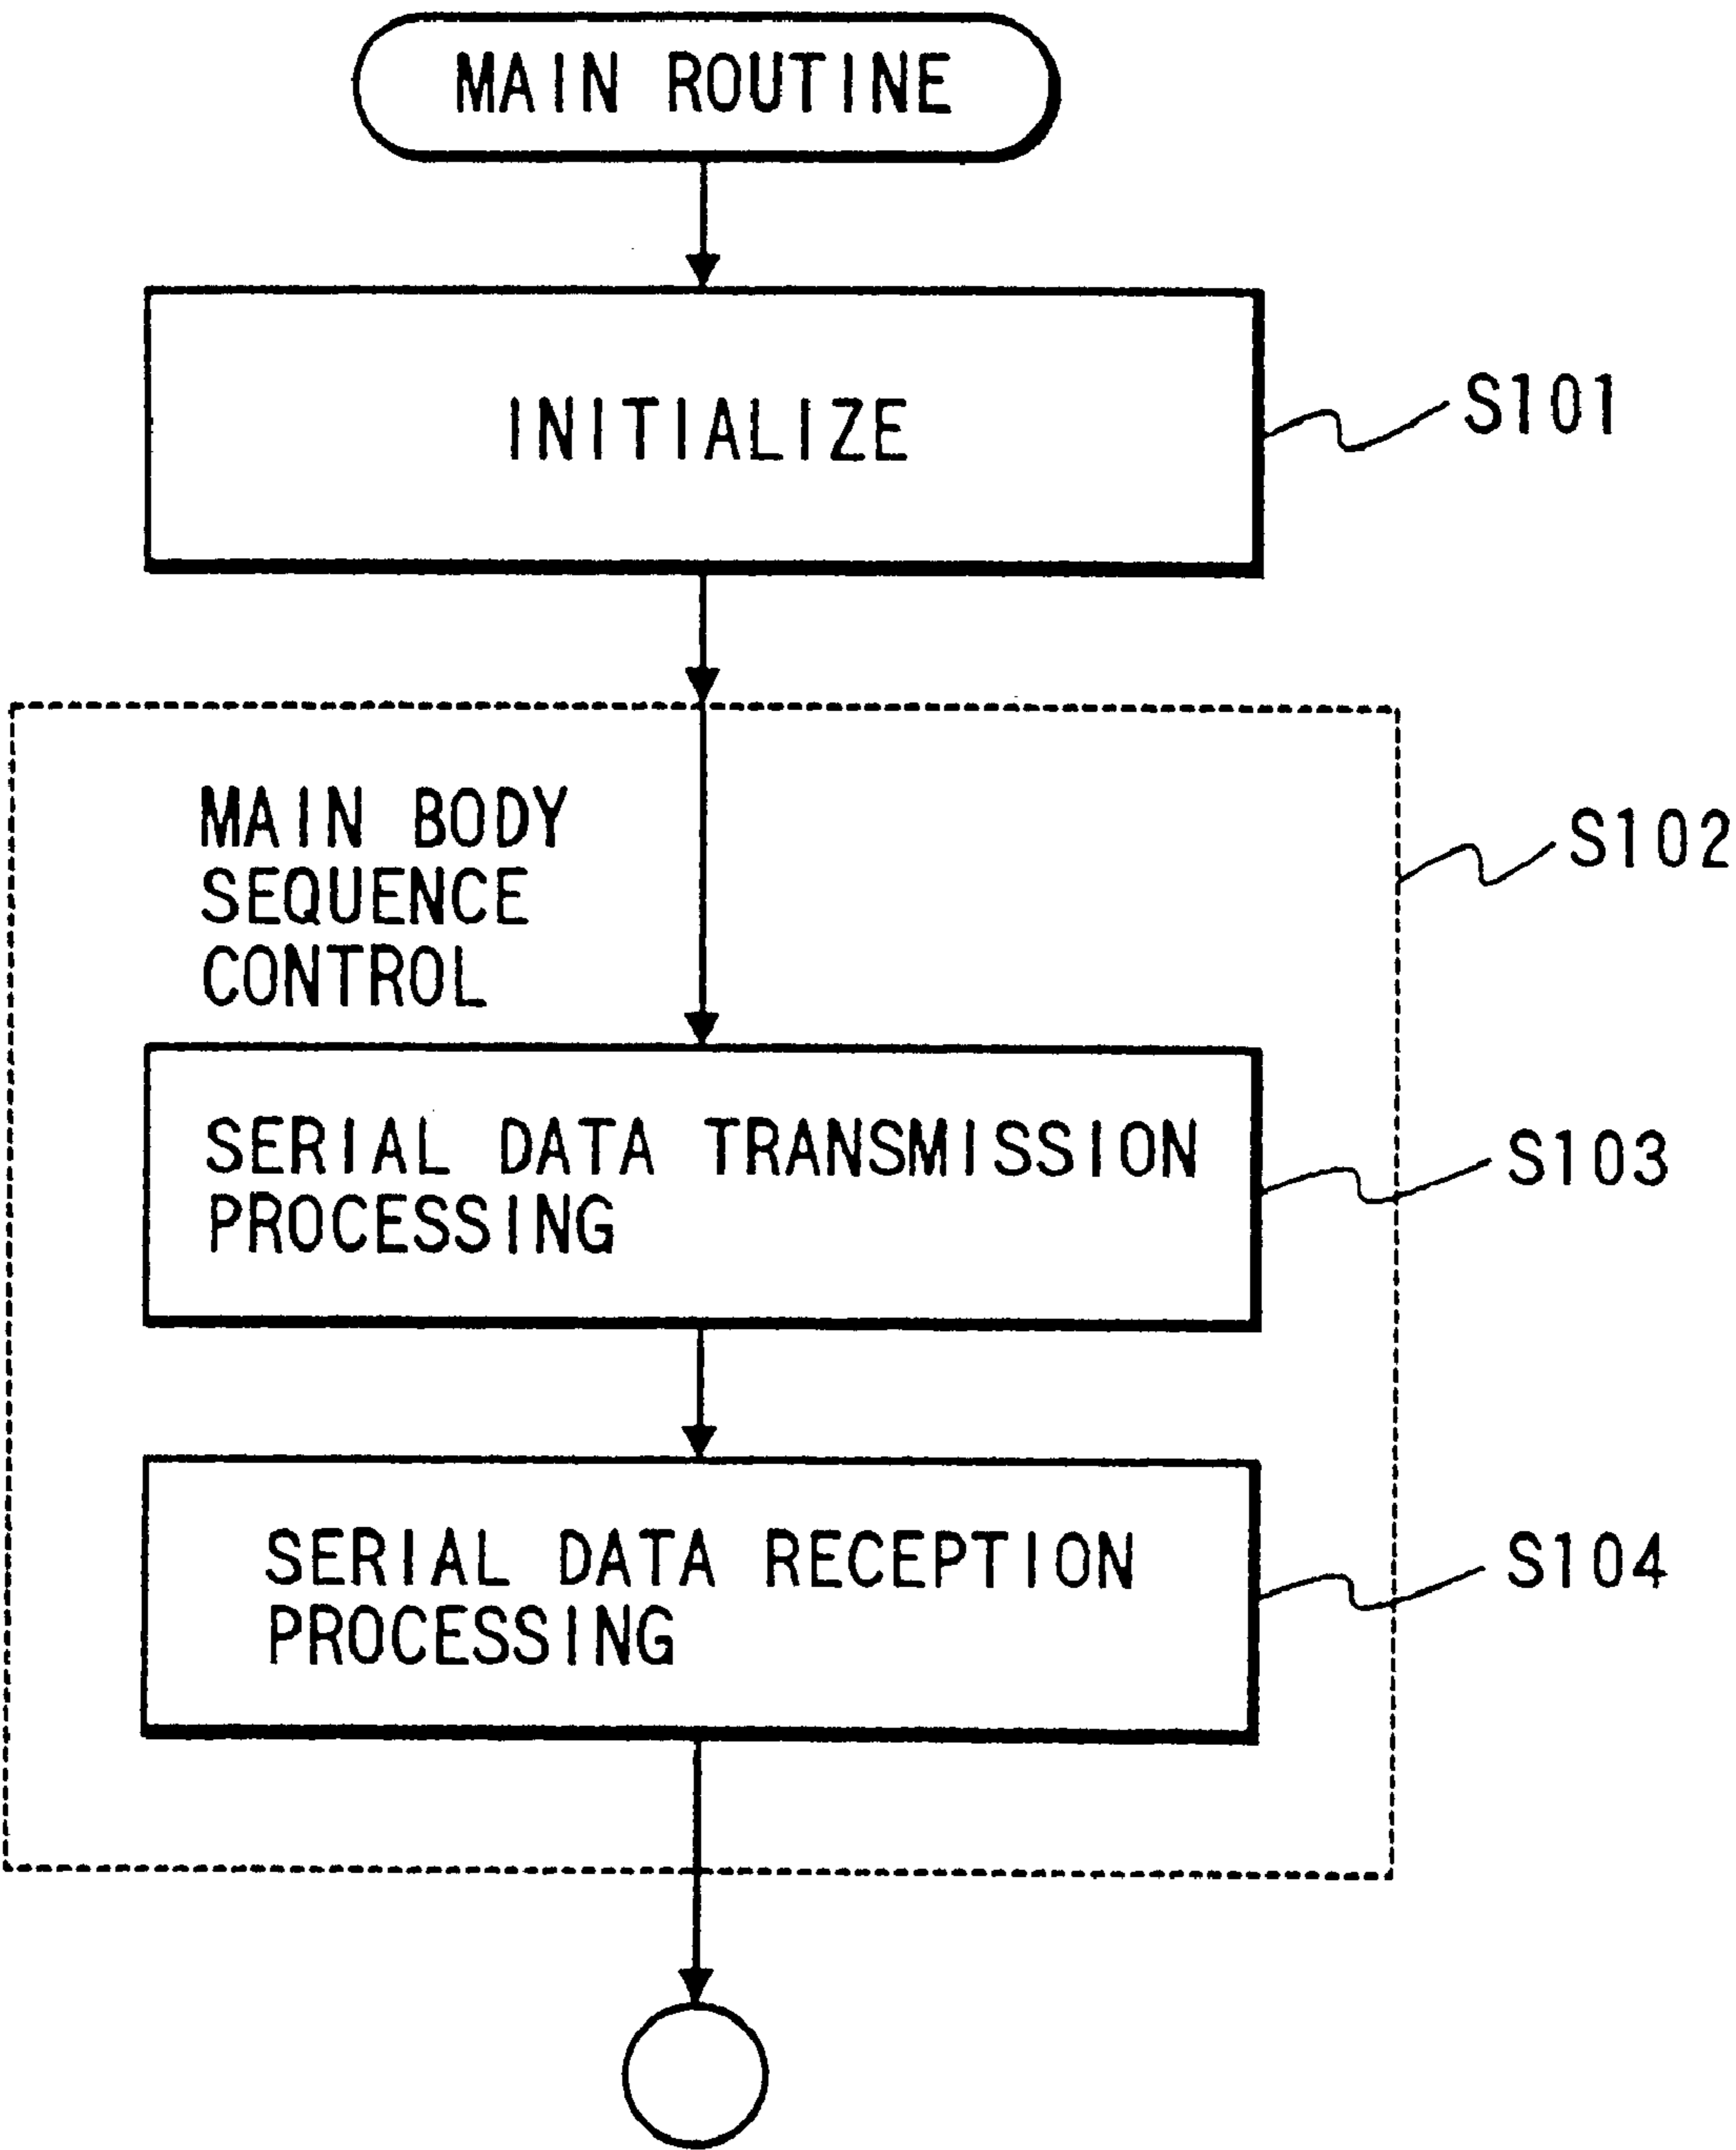 MAIN ROUTINE
INITIALIZE
S101
MAIN BODY
SEQUENCE
CONTROL
S102
SERIAL DATA TRANSMISSION
PROCESSING
S103
SERIAL DATA RECEPTION
PROCESSING
S104